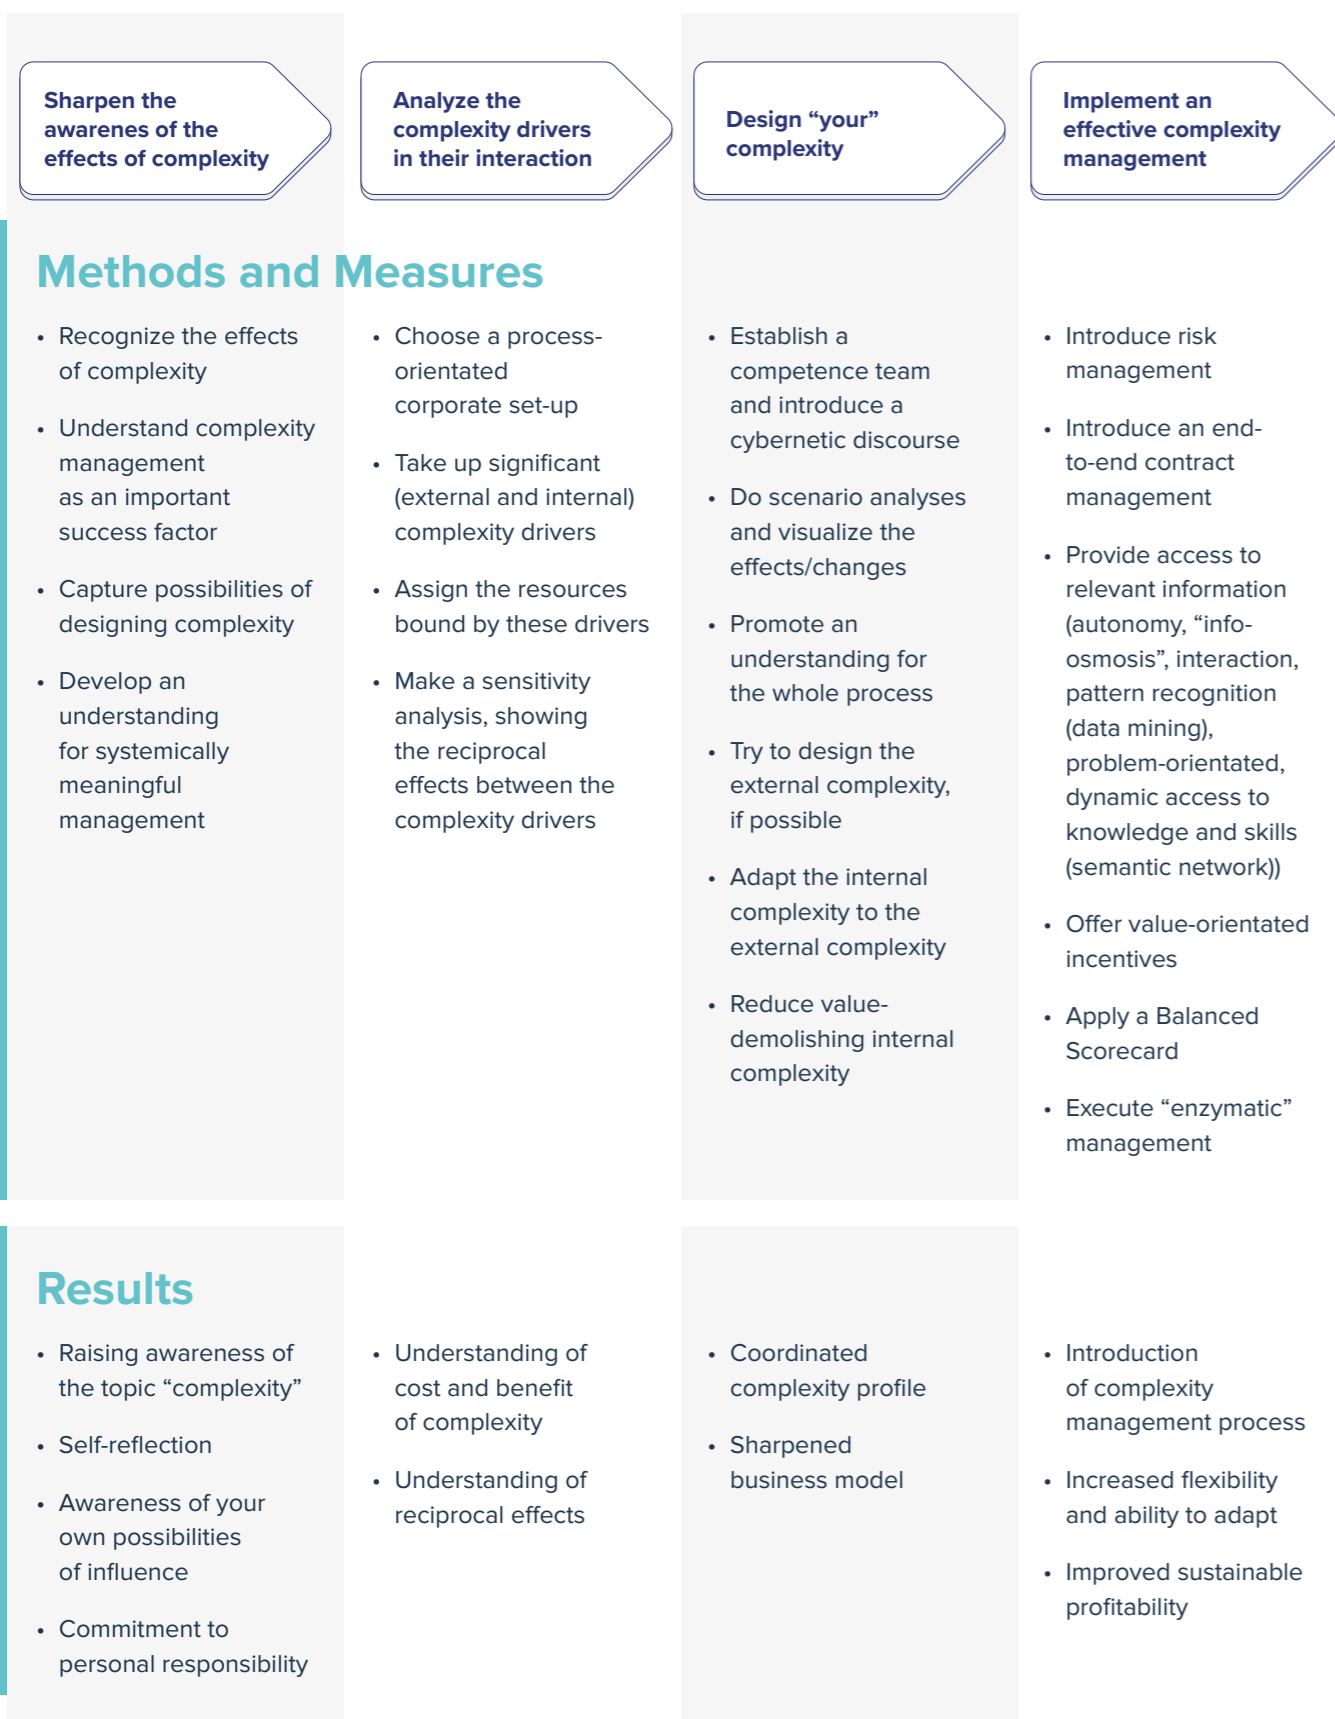 Sharpen the
awarenes of the
effects of complexity
Analyze the
complexity drivers
in their interaction
Design “your”
complexity
Implement an
effective complexity
management
Methods and Measures
• Recognize the effects
of complexity
• Understand complexity
management
as an important
success factor
• Capture possibilities of
designing complexity
• Develop an
understanding
for systemically
meaningful
management
• Choose a process-
orientated
corporate set-up
• Take up significant
(external and internal)
complexity drivers
• Assign the resources
bound by these drivers
• Make a sensitivity
analysis, showing
the reciprocal
effects between the
complexity drivers
• Establish a
competence team
and introduce a
cybernetic discourse
• Do scenario analyses
and visualize the
effects/changes
• Promote an
understanding for
the whole process
• Try to design the
external complexity,
if possible
• Adapt the internal
complexity to the
external complexity
• Reduce value-
demolishing internal
complexity
• Introduce risk
management
• Introduce an end-
to-end contract
management
• Provide access to
relevant information
(autonomy, “info-
osmosis”, interaction,
pattern recognition
(data mining),
problem-orientated,
dynamic access to
knowledge and skills
(semantic network))
• Offer value-orientated
incentives
• Apply a Balanced
Scorecard
• Execute “enzymatic”
management
Results
• Raising awareness of
the topic “complexity”
• Self-reflection
• Awareness of your
own possibilities
of influence
• Commitment to
personal responsibility
• Understanding of
cost and benefit
of complexity
• Understanding of
reciprocal effects
• Coordinated
complexity profile
• Sharpened
business model
• Introduction
of complexity
management process
• Increased flexibility
and ability to adapt
• Improved sustainable
profitability